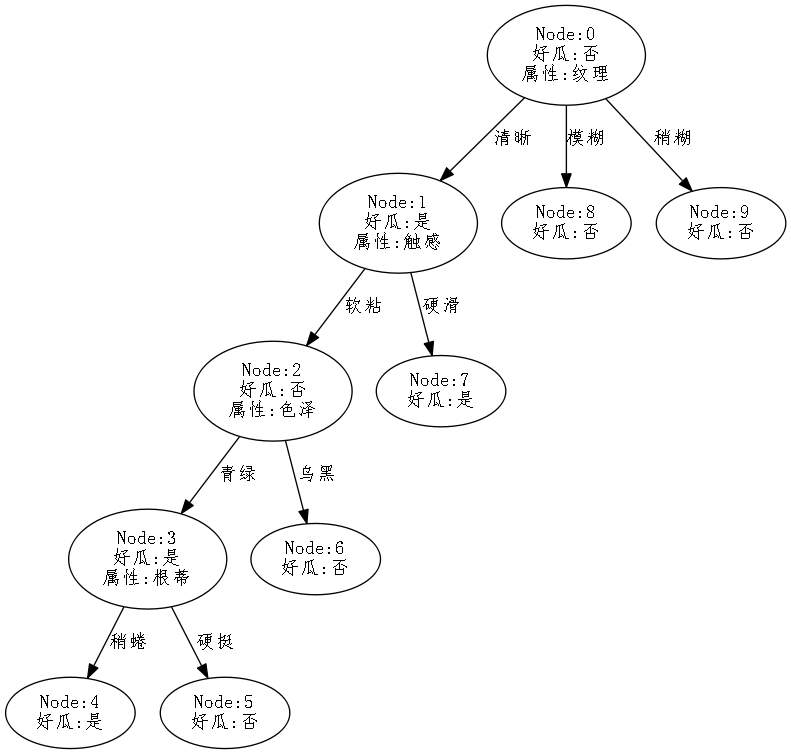 Node:0
好瓜:否
属性:纹理
清晰
模糊
稍糊
Node:1
好瓜:是
属性:触感
Node:8
好瓜:否
Node:9
好瓜:否
软粘
硬滑
Node:2
好瓜:否
属性:色泽
Node:7
好瓜:是
青绿
乌黑
Node:3
好瓜:是
属性:根蒂
Node:6
好瓜:否
稍蜷
硬挺
Node:4
好瓜:是
Node:5
好瓜:否